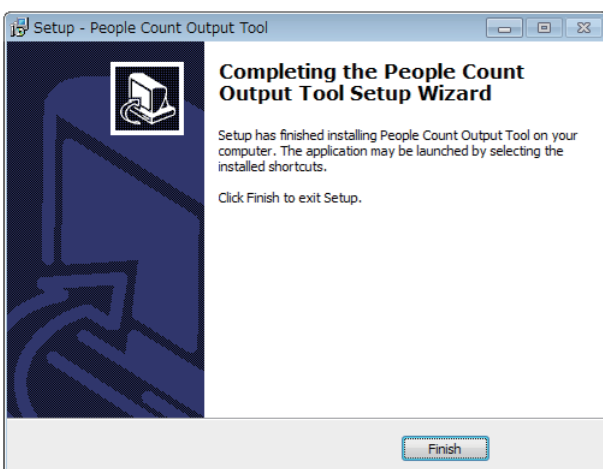 Setup - People Count Output Tool
Completing the People Count
Output Tool Setup Wizard
Setup has finished installing People Count Output Tool on your
computer. The application may be launched by selecting the
installed shortcuts.
Click Finish to exit Setup.
Finish